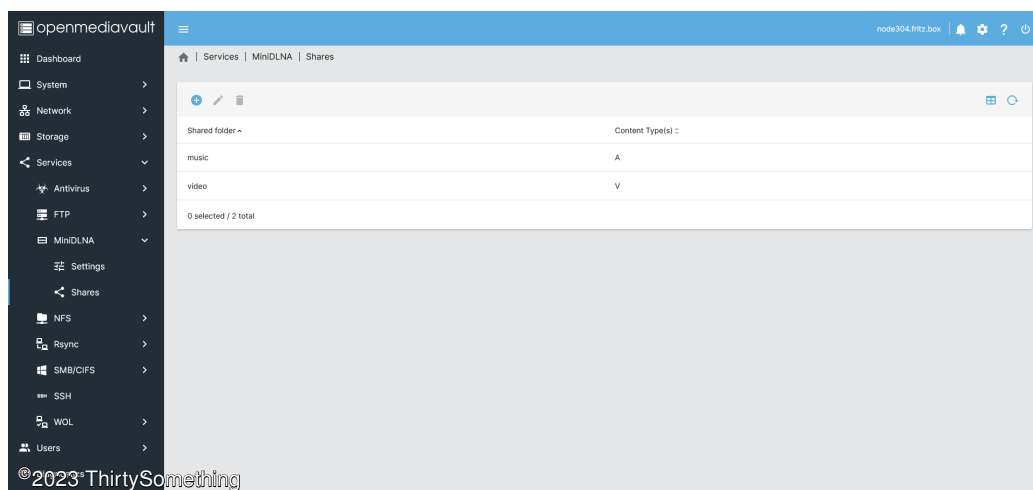 openmediavault
node304.fritz.box
Dashboard
System
Network
Storage
Services
Antivirus
FTP
MiniDLNA
Settings
Shares
NFS
Rsync
SMB/CIFS
SSH SSH
WOL
Users
| Services | MiniDLNA | Shares
Shared folder
Content Type(s)
music
A
video
V
0 selected / 2 total
©2023 ThirtySomething